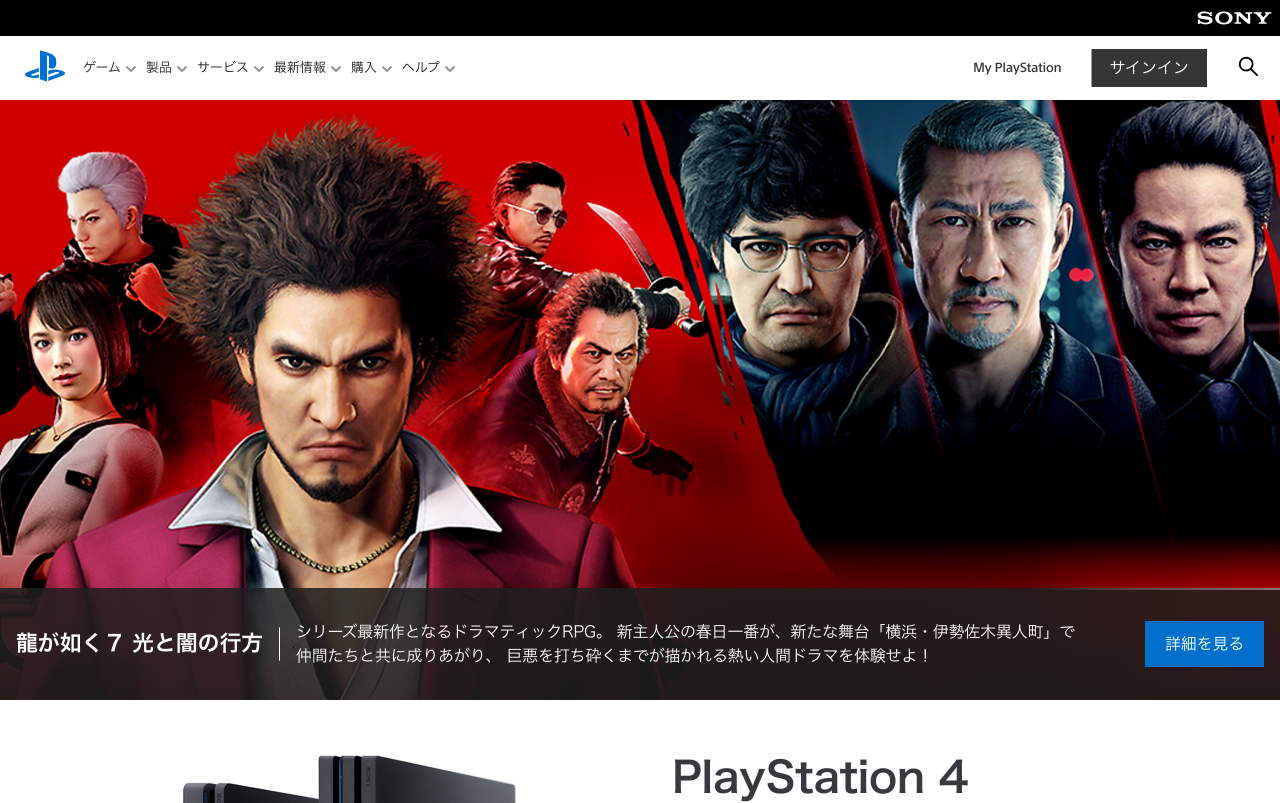 SONY
ゲーム 製品 サービス 最新情報 購入 ヘルプ My PlayStation サインイン
龍が如く７ 光と闇の行方
シリーズ最新作となるドラマティックRPG。 新主人公の春日一番が、新たな舞台「横浜・伊勢佐木異人町」で
仲間たちと共に成りあがり、 巨悪を打ち砕くまでが描かれる熱い人間ドラマを体験せよ！
詳細を見る
SONY
PlayStation 4